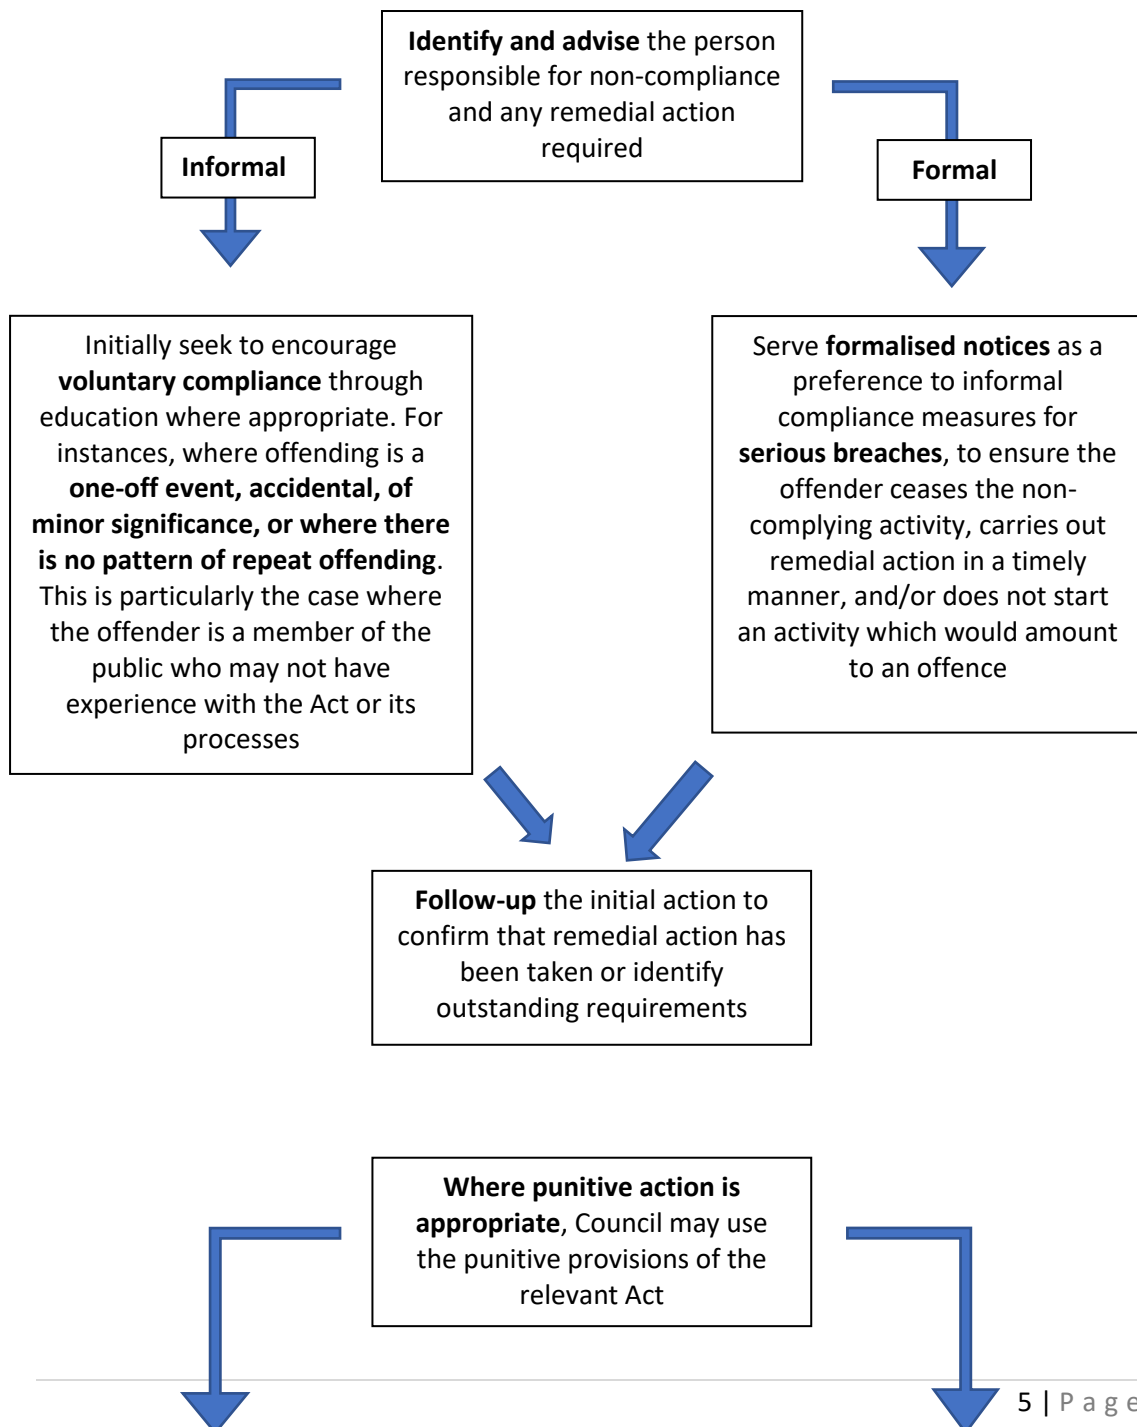 Identify and advise the person
responsible for non-compliance
and any remedial action
required
Informal
Formal
Initially seek to encourage
voluntary compliance through
education where appropriate. For
instances, where offending is a
one-off event, accidental, of
minor significance, or where there
is no pattern of repeat offending.
This is particularly the case where
the offender is a member of the
public who may not have
experience with the Act or its
processes
Serve formalised notices as a
preference to informal
compliance measures for
serious breaches, to ensure the
offender ceases the non-
complying activity, carries out
remedial action in a timely
manner, and/or does not start
an activity which would amount
to an offence
Follow-up the initial action to
confirm that remedial action has
been taken or identify
outstanding requirements
Where punitive action is
appropriate, Council may use
the punitive provisions of the
relevant Act
5 | Page